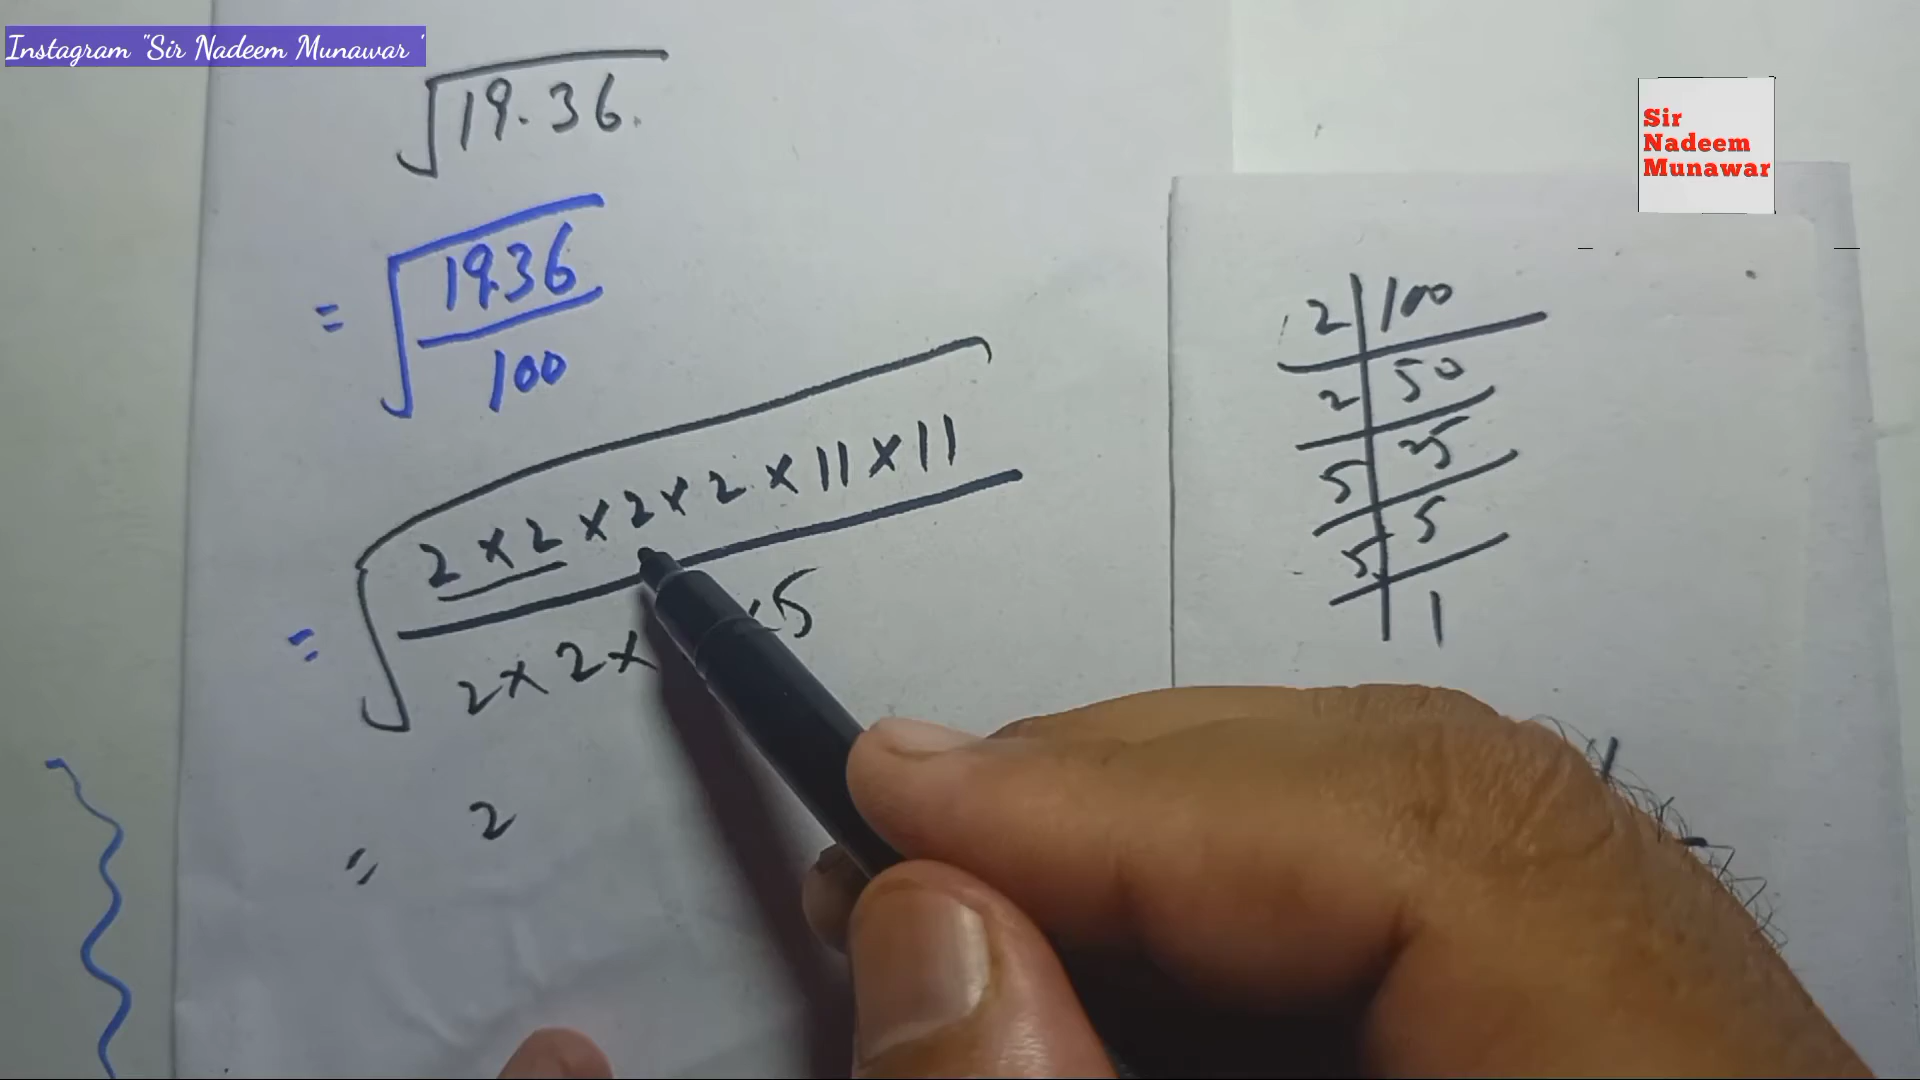 Instagram "Sir Nadeem Munawar '
√19.36
Sir
Nadeem
Munawar
= √1936
100
= √2 × 2 × 2 × 2 × 11 × 11
2 × 2 × × 5
= 2
2 | 100
2 | 50
5 | 25
5 | 5
1